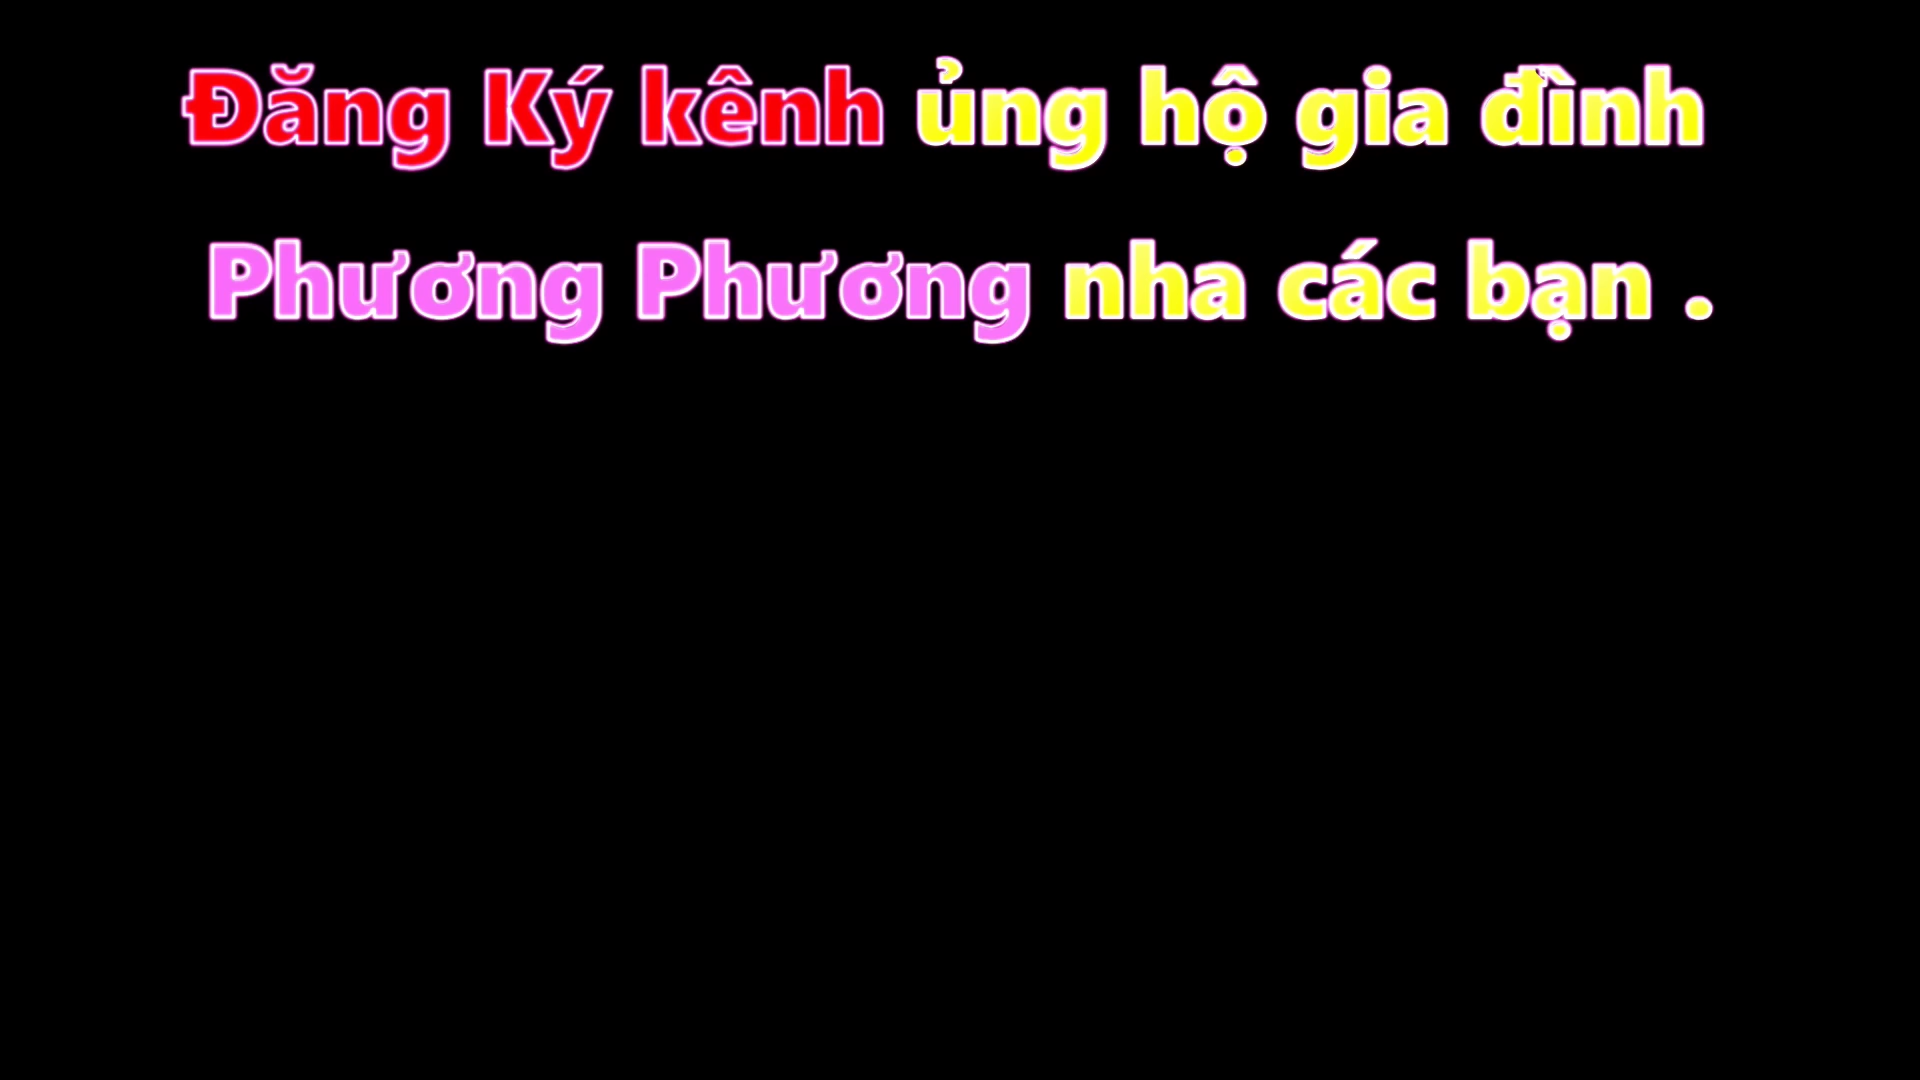 Đăng Ký kênh ủng hộ gia đình
Phương Phương nha các bạn .